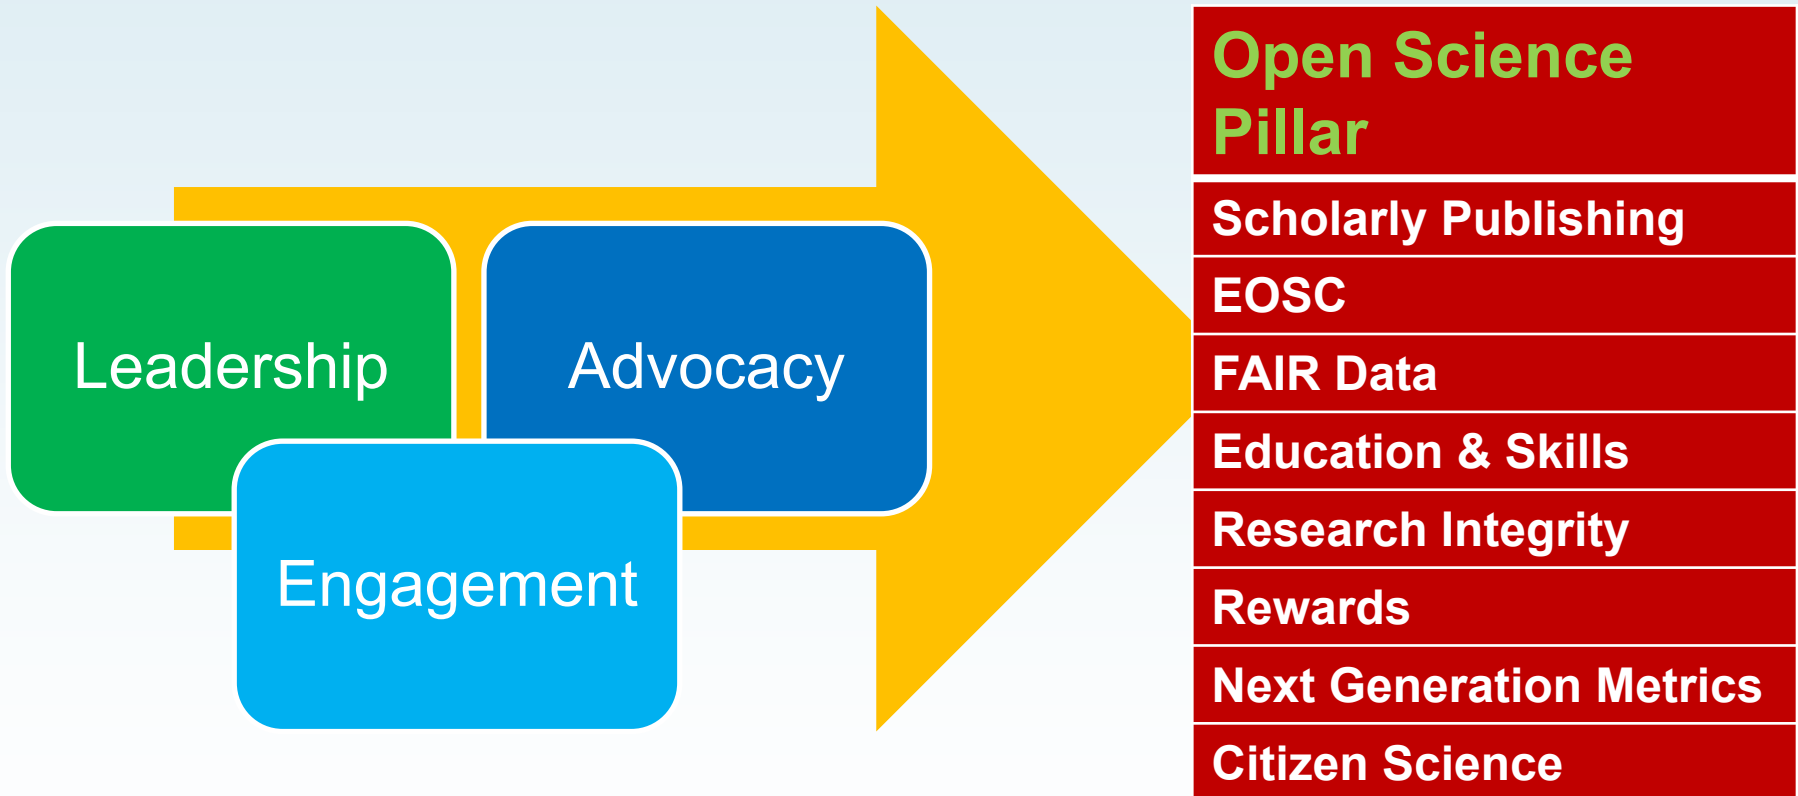 Leadership
Advocacy
Engagement
Open Science
Pillar
Scholarly Publishing
EOSC
FAIR Data
Education & Skills
Research Integrity
Rewards
Next Generation Metrics
Citizen Science